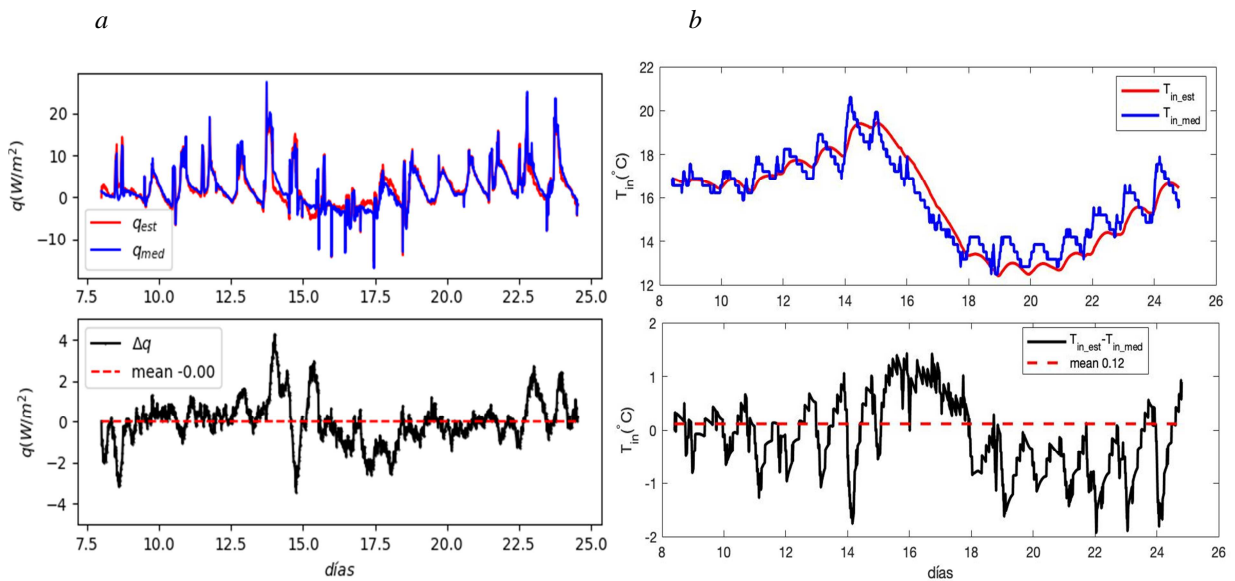 a
b
q(W/m²)
20
10
0
−10
q_est
q_med
7.5 10.0 12.5 15.0 17.5 20.0 22.5 25.0
q(W/m²)
4
2
0
−2
−4
Δq
mean -0.00
7.5 10.0 12.5 15.0 17.5 20.0 22.5 25.0
días
T_in(°C)
22
20
18
16
14
12
T_in_est
T_in_med
8 10 12 14 16 18 20 22 24 26
T_in(°C)
2
1
0
-1
-2
T_in_est-T_in_med
mean 0.12
8 10 12 14 16 18 20 22 24 26
días